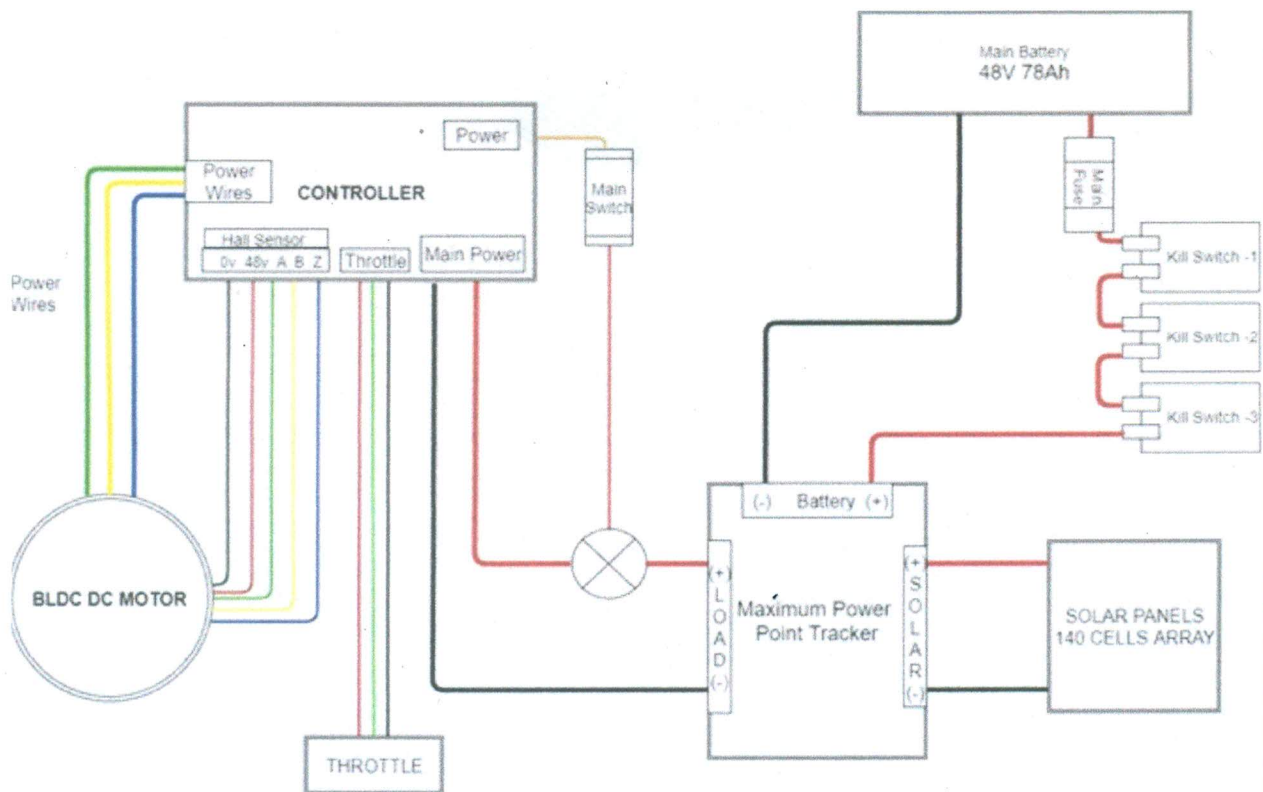 Main Battery
48V 78Ah
Power
Power
Wires
CONTROLLER
Main
Switch
Main
Fuse
Hall Sensor
0v 48v A B Z
Throttle
Main Power
Kill Switch -1
Kill Switch -2
Kill Switch -3
Power
Wires
(-) Battery (+)
BLDC DC MOTOR
(+) LOAD (-)
Maximum Power
Point Tracker
(+) SOLAR (-)
SOLAR PANELS
140 CELLS ARRAY
THROTTLE